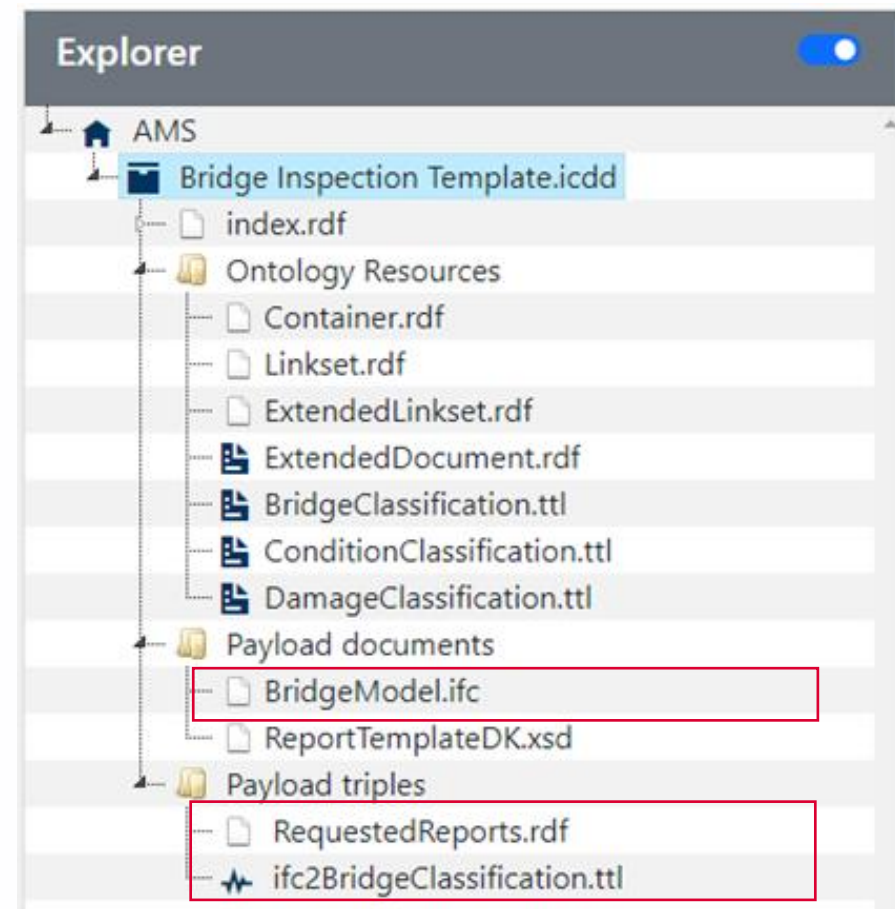 Explorer
AMS
Bridge Inspection Template.icdd
index.rdf
Ontology Resources
Container.rdf
Linkset.rdf
ExtendedLinkset.rdf
ExtendedDocument.rdf
BridgeClassification.ttl
ConditionClassification.ttl
DamageClassification.ttl
Payload documents
BridgeModel.ifc
ReportTemplateDK.xsd
Payload triples
RequestedReports.rdf
ifc2BridgeClassification.ttl